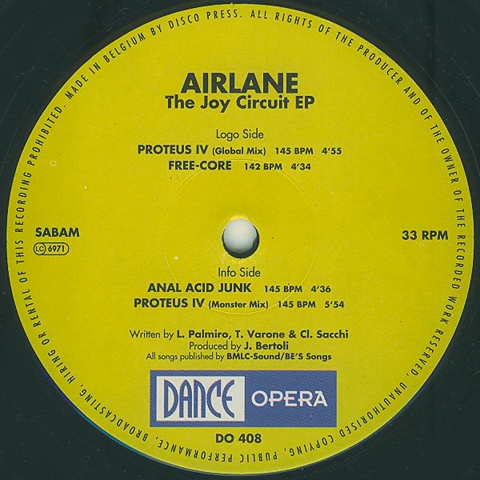 AIRLANE
The Joy Circuit EP
Logo Side
PROTEUS IV (Global Mix) 145 BPM 4'55
FREE-CORE 142 BPM 4'34
SABAM
LC 6971
33 RPM
Info Side
ANAL ACID JUNK 145 BPM 4'36
PROTEUS IV (Monster Mix) 145 BPM 5'54
Written by L. Palmiro, T. Varone & Cl. Sacchi
Produced by J. Bertoli
All songs published by BMLC-Sound/BE'S Songs
DANCE OPERA
DO 408
MADE IN BELGIUM BY DISCO PRESS. ALL RIGHTS OF THE PRODUCER AND OF THE OWNER OF THE RECORDED WORK RESERVED, UNAUTHORISED COPYING, PUBLIC PERFORMANCE, BROADCASTING, HIRING OR RENTAL OF THIS RECORDING PROHIBITED.